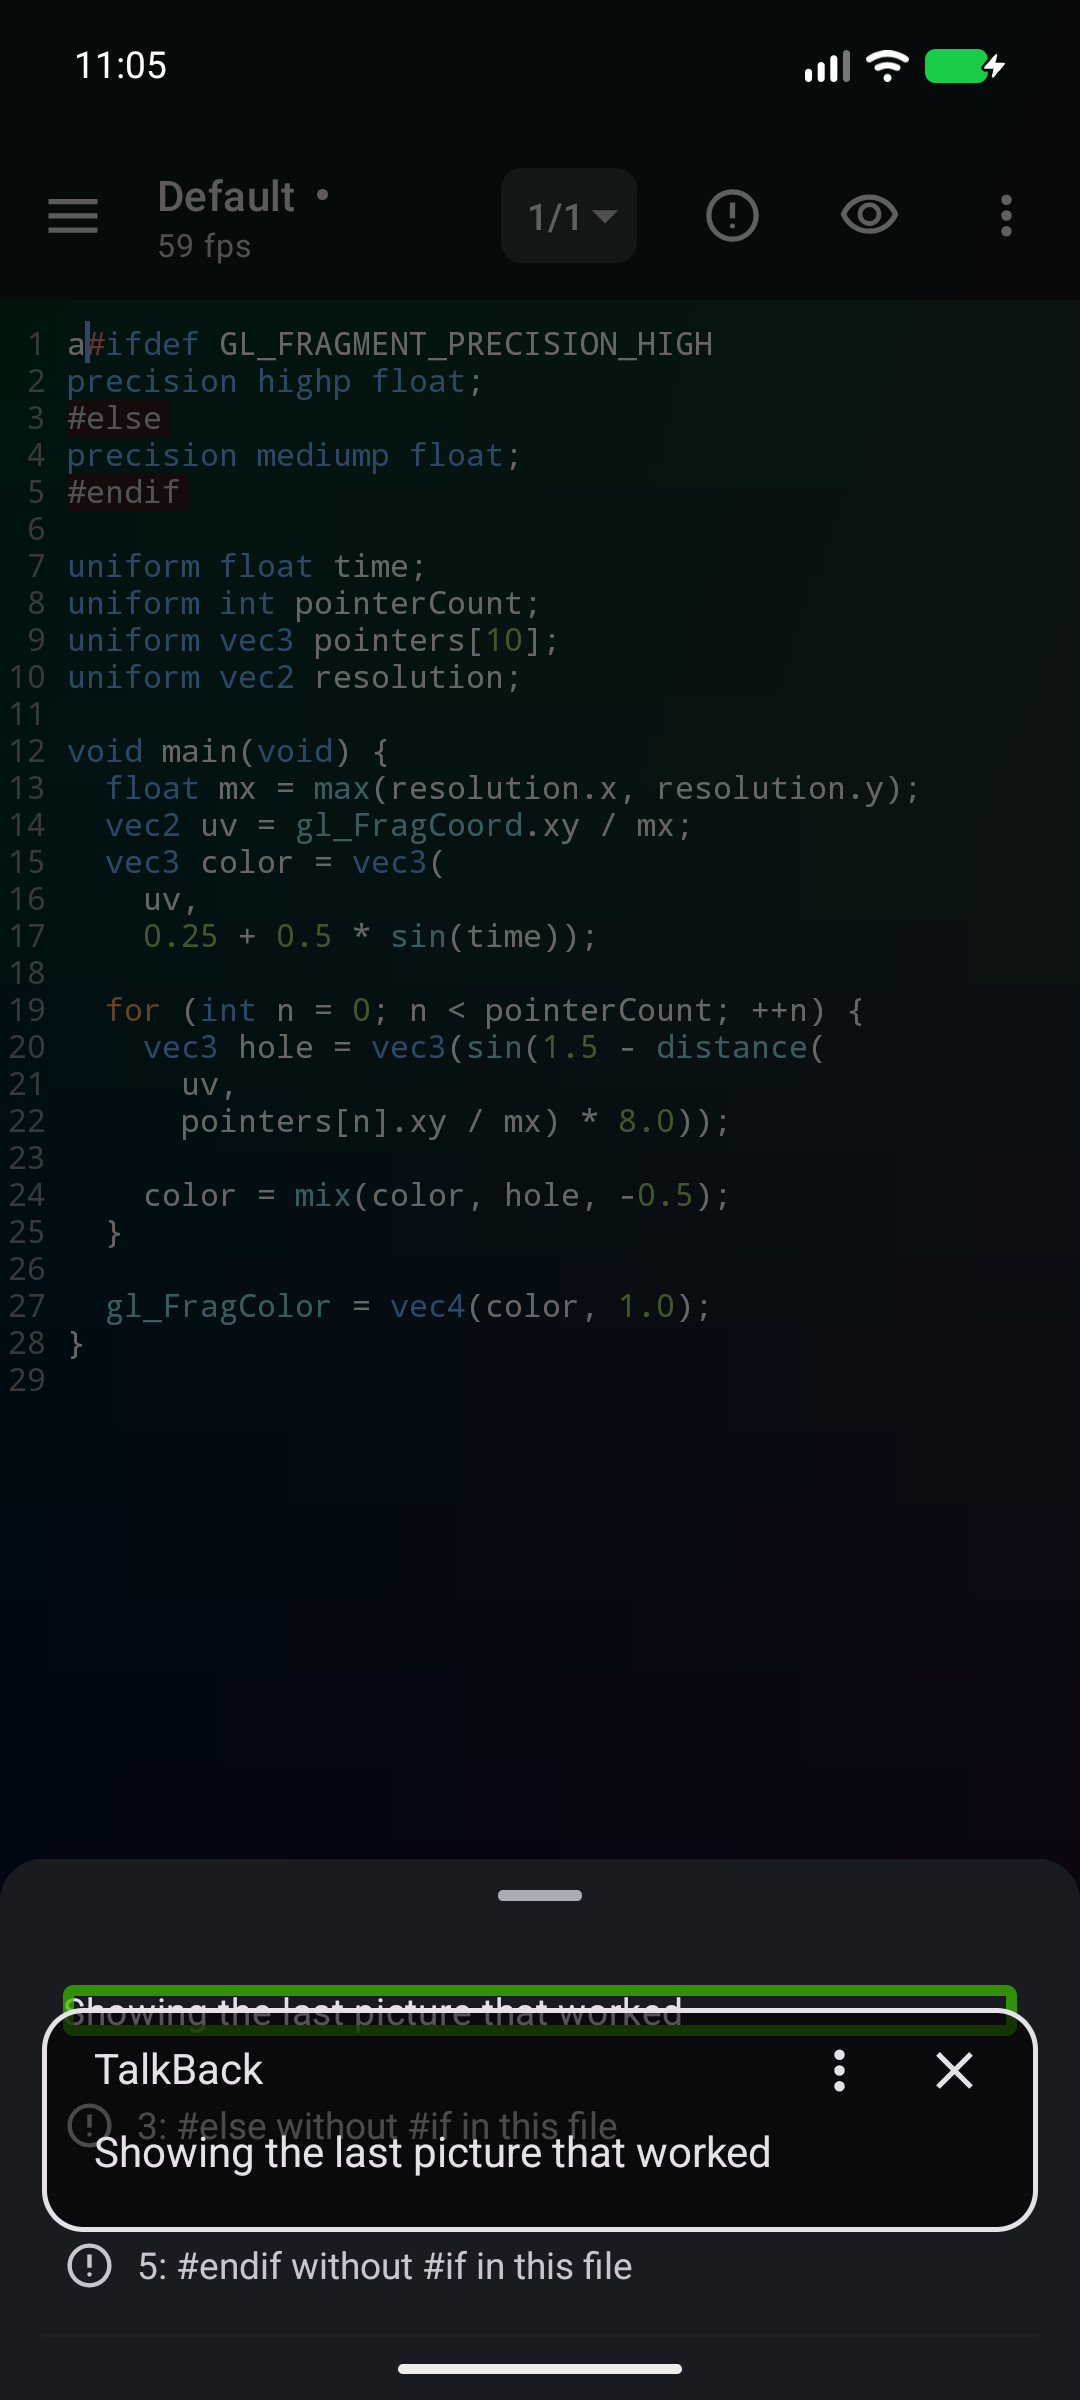 11:05
Default •
59 fps
1/1
1 a#ifdef GL_FRAGMENT_PRECISION_HIGH
2 precision highp float;
3 #else
4 precision mediump float;
5 #endif
6
7 uniform float time;
8 uniform int pointerCount;
9 uniform vec3 pointers[10];
10 uniform vec2 resolution;
11
12 void main(void) {
13   float mx = max(resolution.x, resolution.y);
14   vec2 uv = gl_FragCoord.xy / mx;
15   vec3 color = vec3(
16     uv,
17     0.25 + 0.5 * sin(time));
18
19   for (int n = 0; n < pointerCount; ++n) {
20     vec3 hole = vec3(sin(1.5 - distance(
21       uv,
22       pointers[n].xy / mx) * 8.0));
23
24     color = mix(color, hole, -0.5);
25   }
26
27   gl_FragColor = vec4(color, 1.0);
28 }
29
Showing the last picture that worked
TalkBack
3: #else without #if in this file
Showing the last picture that worked
5: #endif without #if in this file